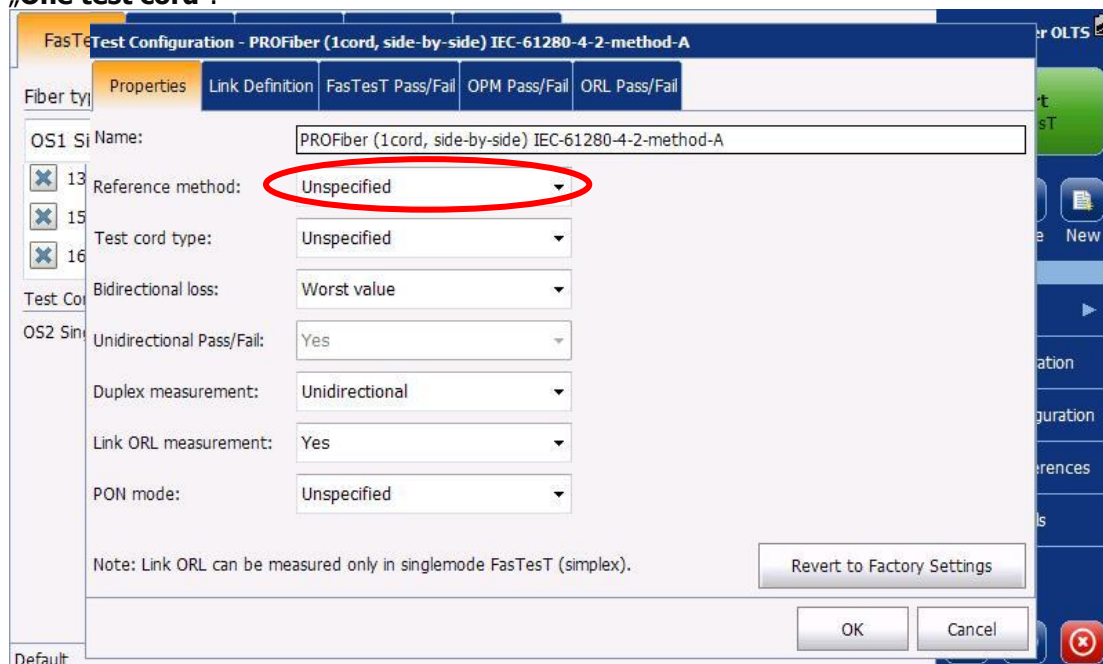 „One test cord“.
FasTe
Test Configuration - PROFiber (1cord, side-by-side) IEC-61280-4-2-method-A
er OLTS
Properties
Link Definition
FasTesT Pass/Fail
OPM Pass/Fail
ORL Pass/Fail
Fiber typ
rt
sT
OS1 Si
Name:
PROFiber (1cord, side-by-side) IEC-61280-4-2-method-A
13
Reference method:
Unspecified
15
Test cord type:
Unspecified
e
New
16
Bidirectional loss:
Worst value
Test Cor
OS2 Sing
Unidirectional Pass/Fail:
Yes
ation
Duplex measurement:
Unidirectional
guration
Link ORL measurement:
Yes
erences
PON mode:
Unspecified
ls
Note: Link ORL can be measured only in singlemode FasTesT (simplex).
Revert to Factory Settings
OK
Cancel
Default